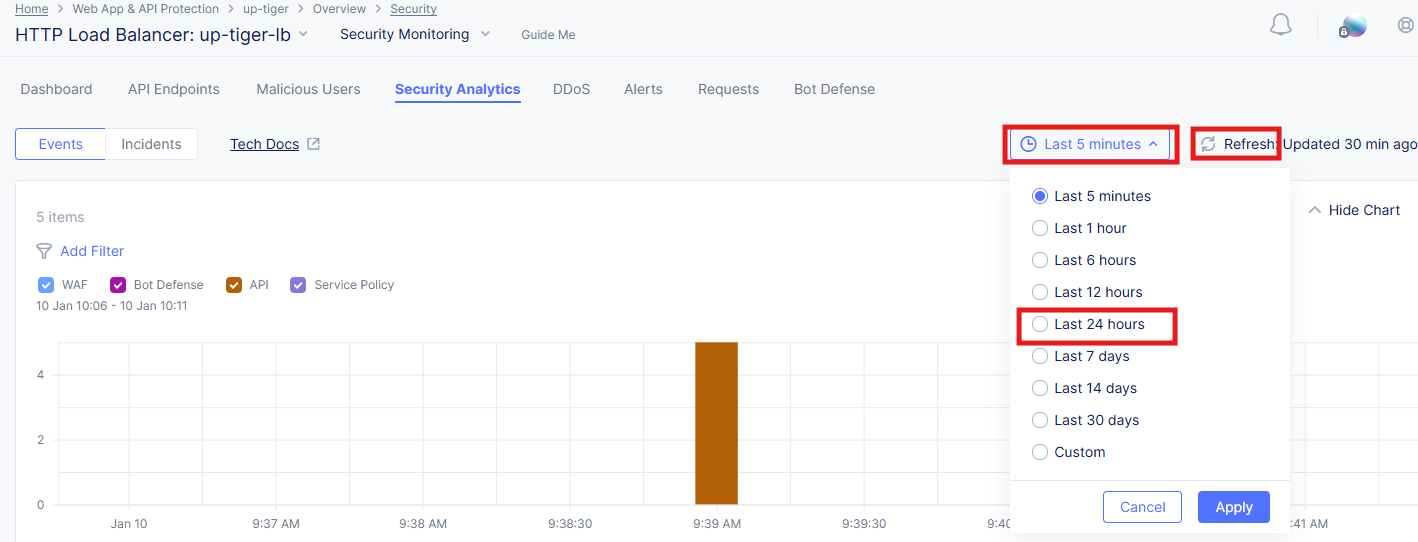 Home > Web App & API Protection > up-tiger > Overview > Security
HTTP Load Balancer: up-tiger-lb Security Monitoring Guide Me
Dashboard API Endpoints Malicious Users Security Analytics DDoS Alerts Requests Bot Defense
Events Incidents Tech Docs Last 5 minutes Refresh: Updated 30 min ago
5 items
Hide Chart
Add Filter
WAF Bot Defense API Service Policy
10 Jan 10:06 - 10 Jan 10:11
Last 5 minutes
Last 1 hour
Last 6 hours
Last 12 hours
Last 24 hours
Last 7 days
Last 14 days
Last 30 days
Custom
Cancel Apply
4
2
0
Jan 10 9:37 AM 9:38 AM 9:38:30 9:39 AM 9:39:30 9:40 :41 AM